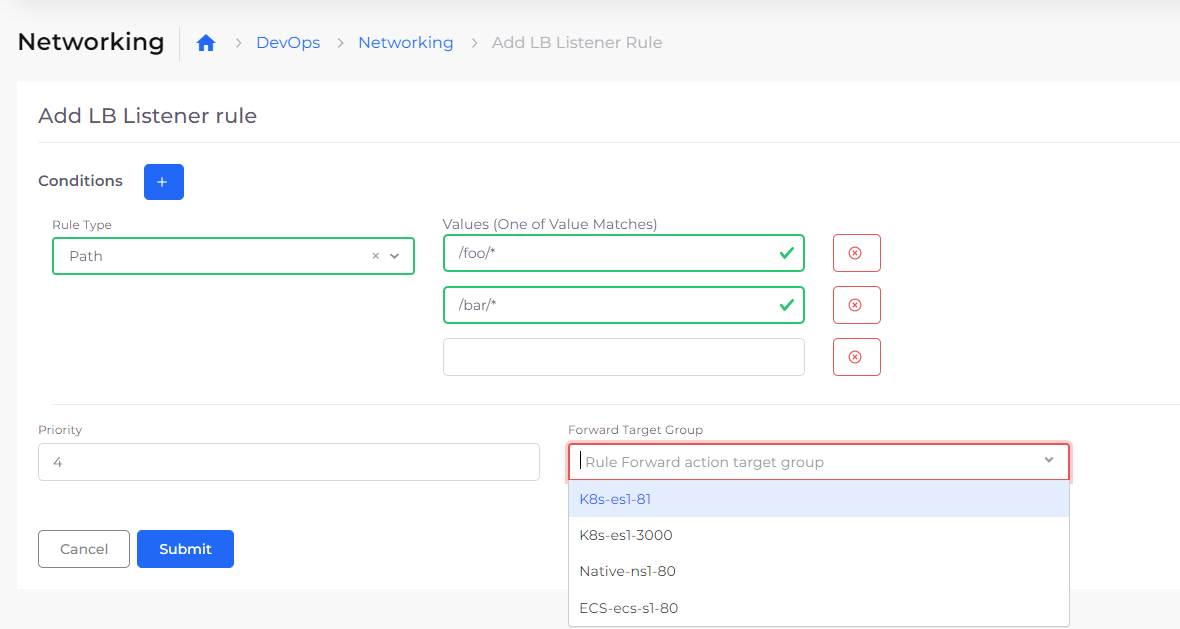 Networking
DevOps
Networking
Add LB Listener Rule
Add LB Listener rule
Conditions +
Rule Type
Values (One of Value Matches)
Path
/foo/*
/bar/*
Priority
Forward Target Group
4
Rule Forward action target group
K8s-es1-81
K8s-es1-3000
Native-ns1-80
ECS-ecs-s1-80
Cancel
Submit